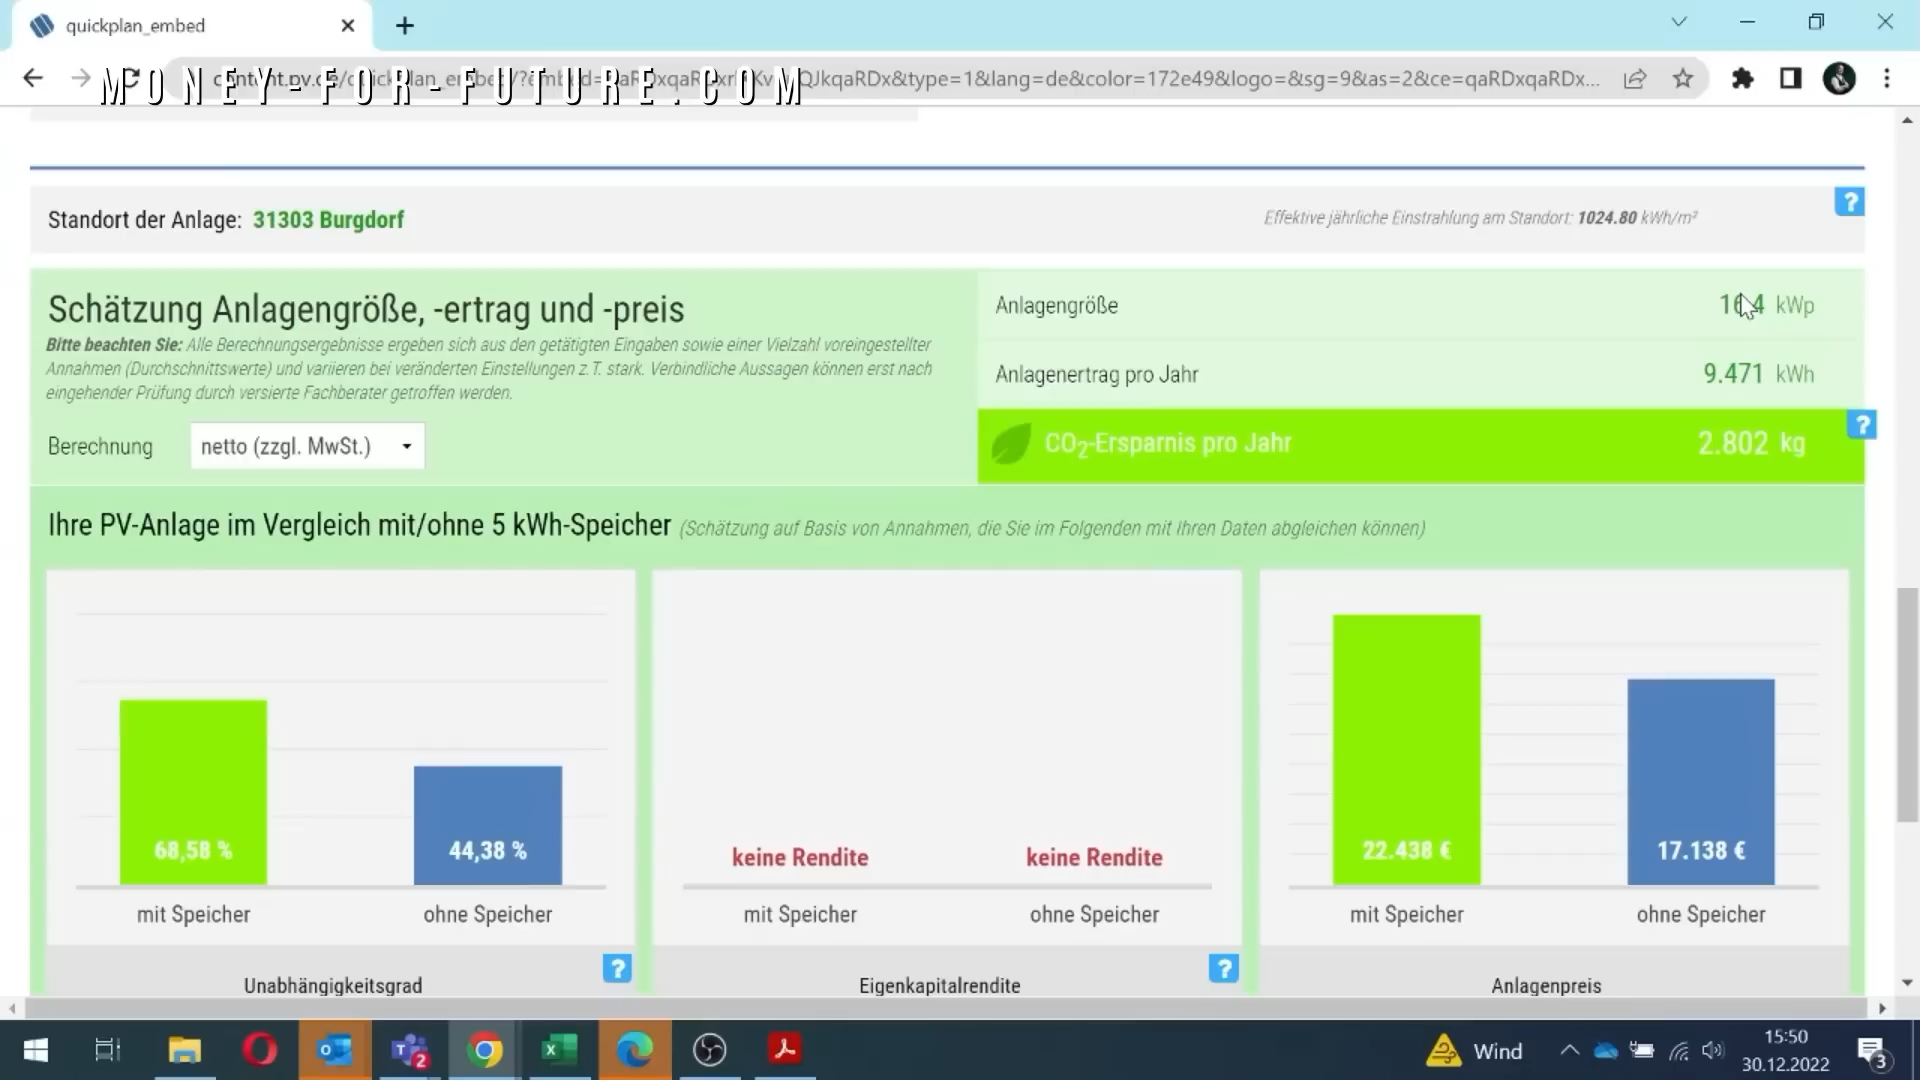 quickplan_embed
MONEY-FOR-FUTURE.COM
QJkqaRDx&type=1&lang=de&color=172e49&logo=&sg=9&as=2&ce=qaRDxqaRDx...
Standort der Anlage: 31303 Burgdorf
Effektive jährliche Einstrahlung am Standort: 1024.80 kWh/m²
?
Schätzung Anlagengröße, -ertrag und -preis
Bitte beachten Sie: Alle Berechnungsergebnisse ergeben sich aus den getätigten Eingaben sowie einer Vielzahl voreingestellter
Annahmen (Durchschnittswerte) und variieren bei veränderten Einstellungen z.T. stark. Verbindliche Aussagen können erst nach
eingehender Prüfung durch versierte Fachberater getroffen werden.
Berechnung netto (zzgl. MwSt.)
Anlagengröße kWp
Anlagenertrag pro Jahr 9.471 kWh
CO2-Ersparnis pro Jahr 2.802 kg
?
Ihre PV-Anlage im Vergleich mit/ohne 5 kWh-Speicher (Schätzung auf Basis von Annahmen, die Sie im Folgenden mit Ihren Daten abgleichen können)
68,58 %
44,38 %
mit Speicher
ohne Speicher
Unabhängigkeitsgrad
?
keine Rendite
keine Rendite
mit Speicher
ohne Speicher
Eigenkapitalrendite
?
22.438 €
17.138 €
mit Speicher
ohne Speicher
Anlagenpreis
2
Wind
15:50
30.12.2022
3